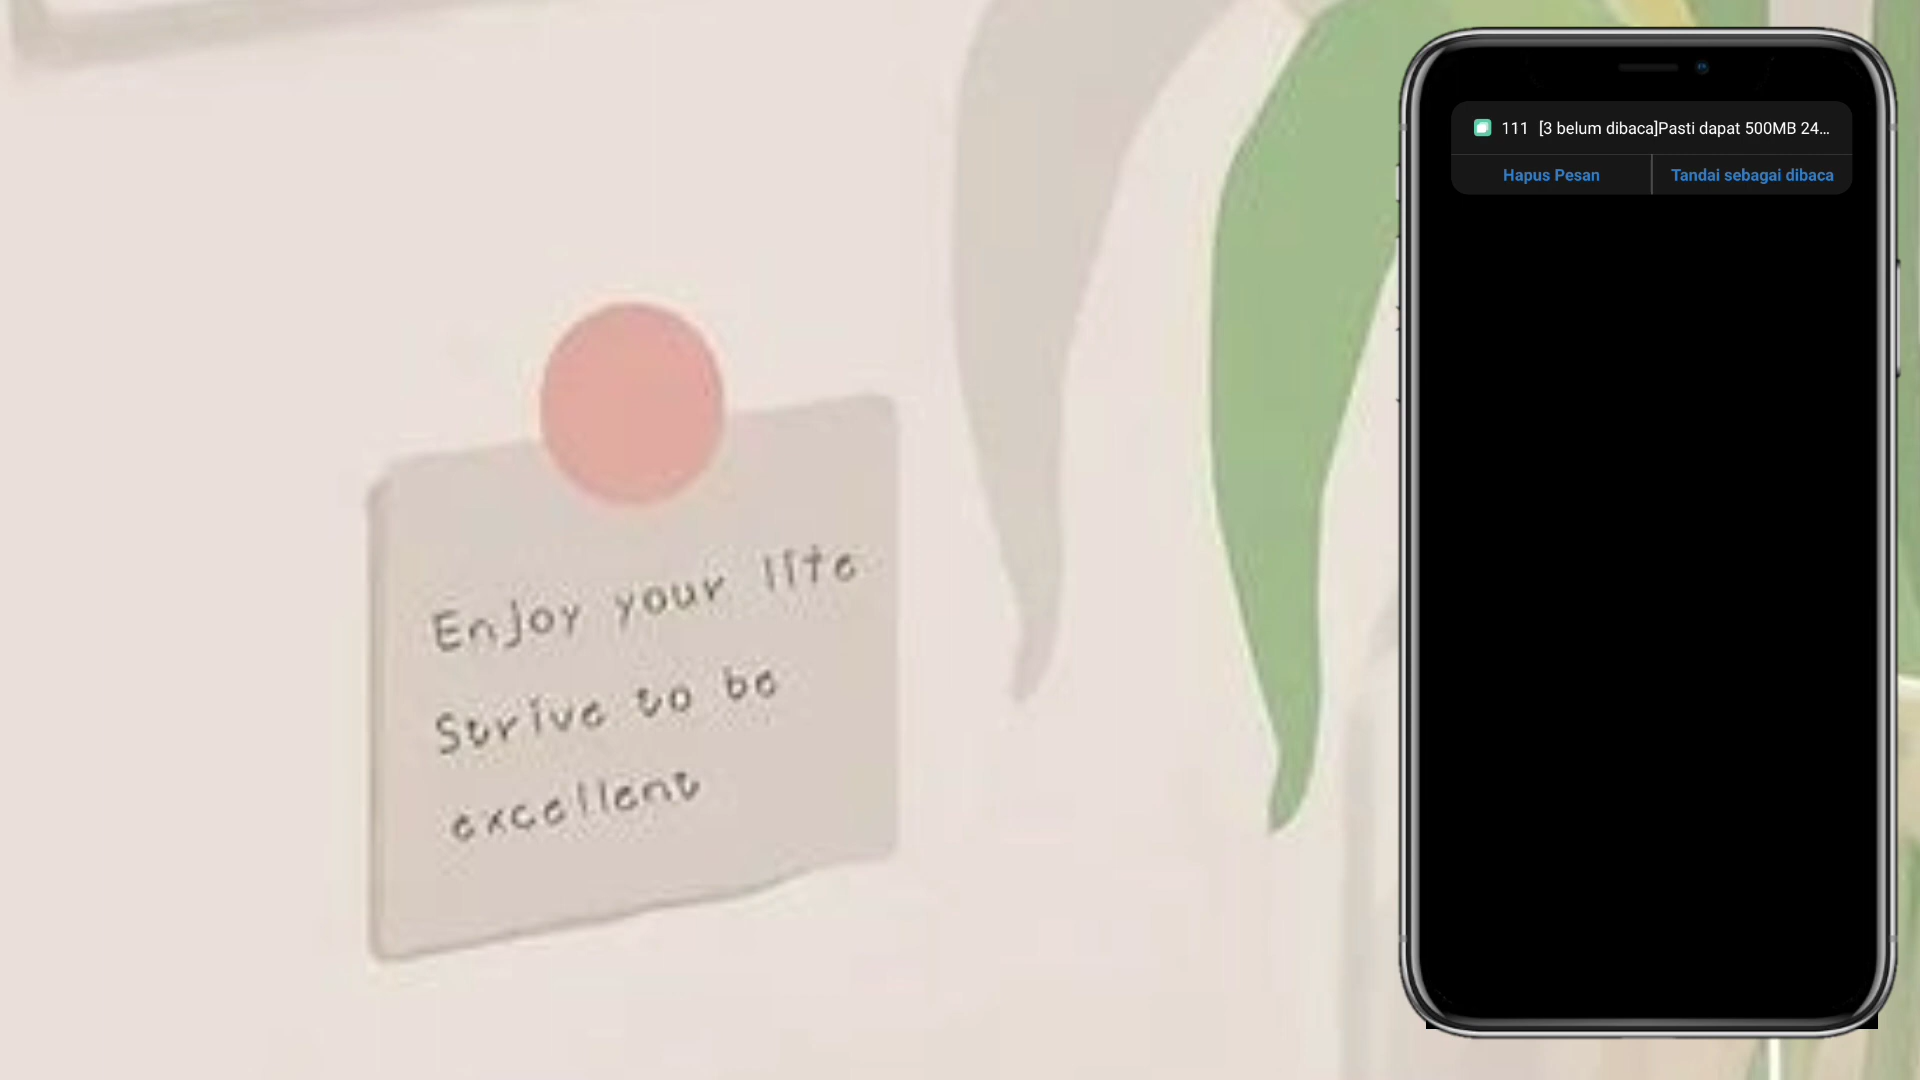 Enjoy your life
Strive to be
excellent
111 [3 belum dibaca]Pasti dapat 500MB 24...
Hapus Pesan
Tandai sebagai dibaca